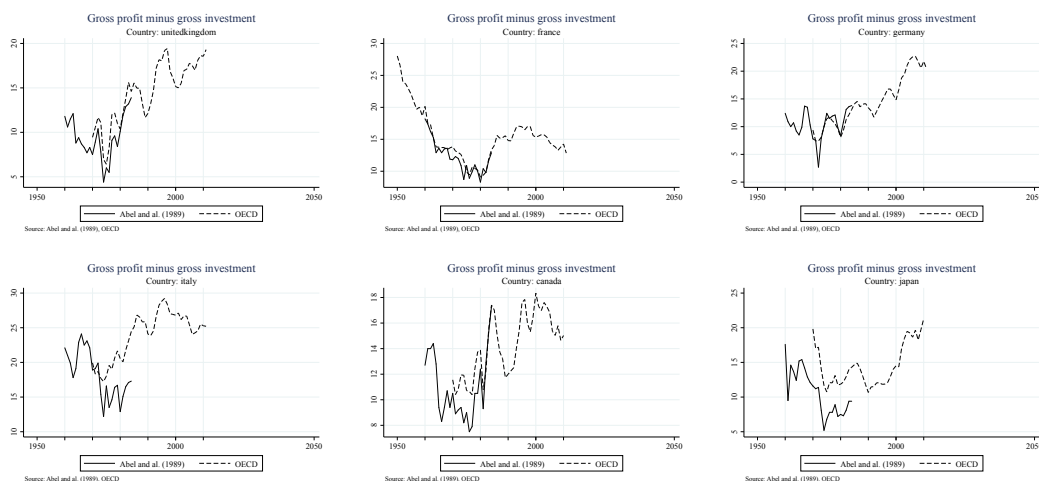 Gross profit minus gross investment
Country: unitedkingdom
20
15
10
5
1950 2000 2050
Abel and al. (1989) OECD
Source: Abel and al. (1989), OECD
Gross profit minus gross investment
Country: france
30
25
20
15
10
1950 2000 2050
Abel and al. (1989) OECD
Source: Abel and al. (1989), OECD
Gross profit minus gross investment
Country: germany
25
20
15
10
5
0
1950 2000 205
Abel and al. (1989) OECD
Source: Abel and al. (1989), OECD
Gross profit minus gross investment
Country: italy
30
25
20
15
10
1950 2000 2050
Abel and al. (1989) OECD
Source: Abel and al. (1989), OECD
Gross profit minus gross investment
Country: canada
18
16
14
12
10
8
1950 2000 2050
Abel and al. (1989) OECD
Source: Abel and al. (1989), OECD
Gross profit minus gross investment
Country: japan
25
20
15
10
5
1950 2000 205
Abel and al. (1989) OECD
Source: Abel and al. (1989), OECD